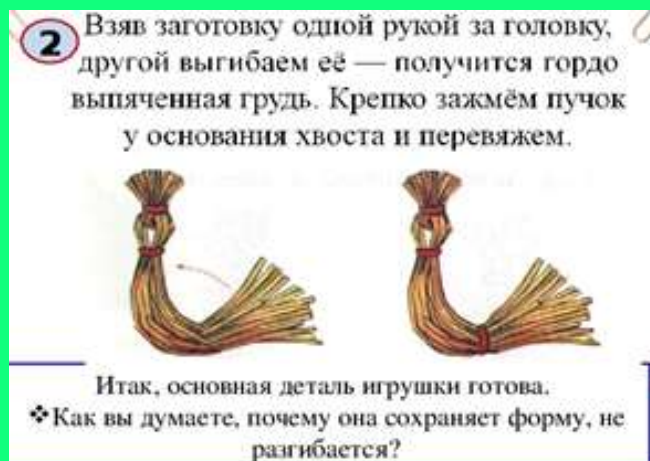 2
Взяв заготовку одной рукой за головку,
другой выгибаем её — получится гордо
выпяченная грудь. Крепко зажмём пучок
у основания хвоста и перевяжем.
Итак, основная деталь игрушки готова.
❖Как вы думаете, почему она сохраняет форму, не
разгибается?